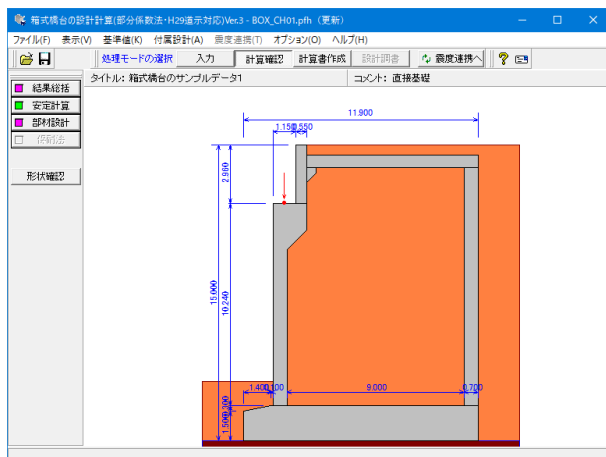 箱式橋台の設計計算(部分係数法・H29道示対応)Ver.3 - BOX_CH01.pfh（更新）
ファイル(F) 表示(V) 基準値(K) 付属設計(A) 震度連携(T) オプション(O) ヘルプ(H)
処理モードの選択 入力 計算確認 計算書作成 設計調書 震度連携へ
タイトル: 箱式橋台のサンプルデータ1 コメント: 直接基礎
結果総括
安定計算
部材設計
形状確認
11.900
1.150 0.550
2.960
15.000
10.240
1.400 9.000 0.700
0.300
1.500